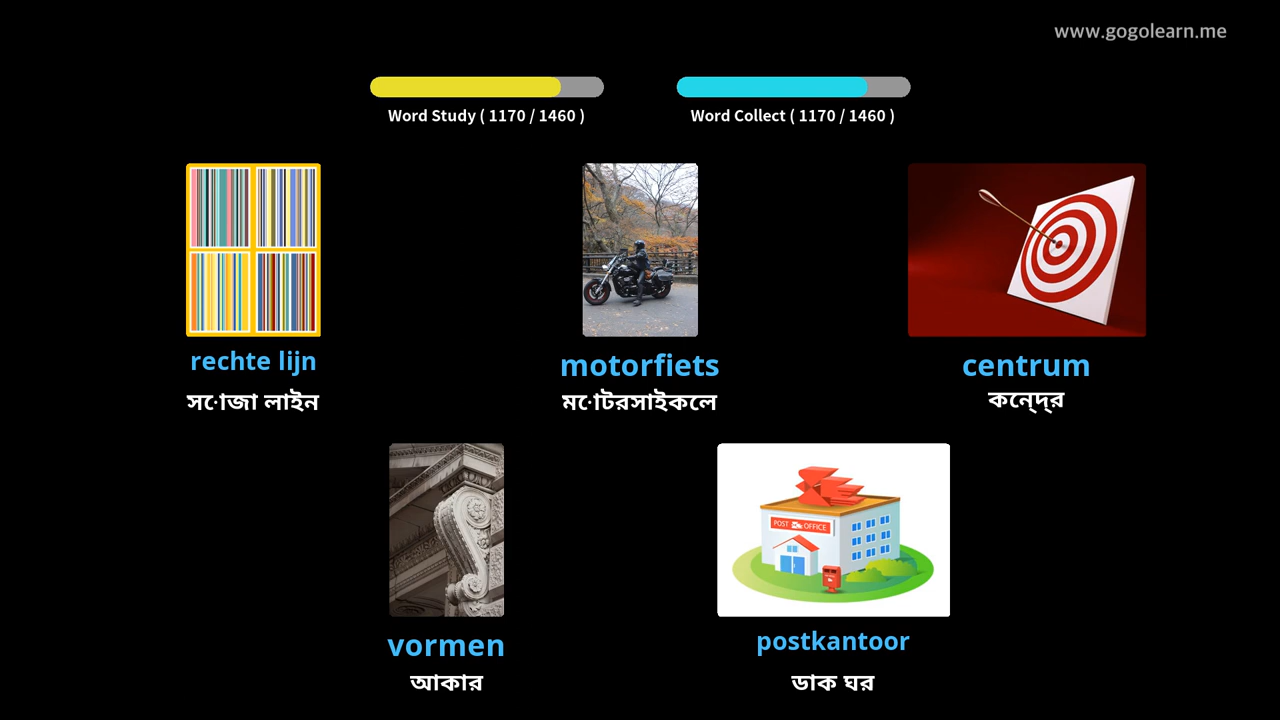 www.gogolearn.me
Word Study ( 1170 / 1460 )
Word Collect ( 1170 / 1460 )
rechte lijn
সোজা লাইন
motorfiets
মোটরসাইকেল
centrum
কেন্দ্র
POST OFFICE
vormen
আকার
postkantoor
ডাক ঘর